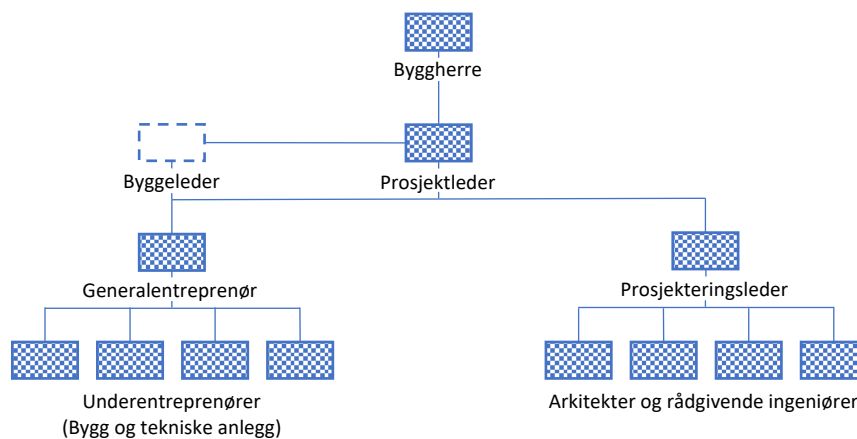 Byggherre
Byggeleder
Prosjektleder
Generalentreprenør
Prosjekteringsleder
Underentreprenører
(Bygg og tekniske anlegg)
Arkitekter og rådgivende ingeniører